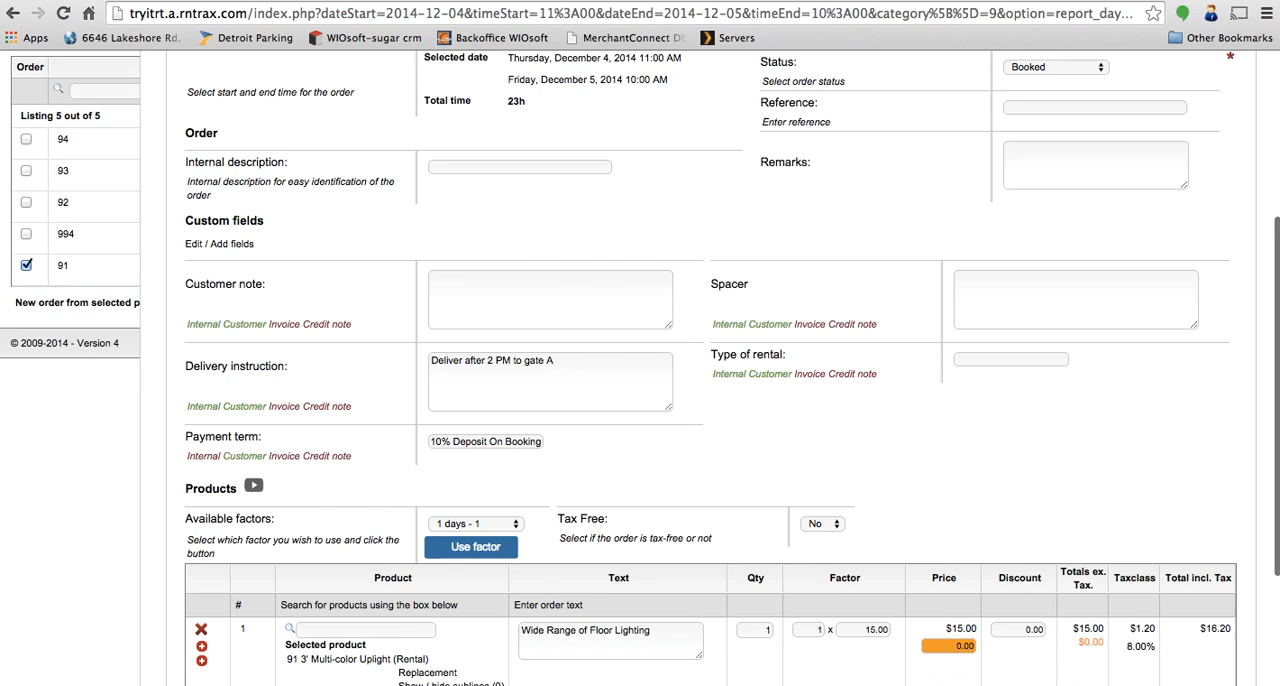 tryitrt.a.rntrax.com/index.php?dateStart=2014-12-04&timeStart=11%3A00&dateEnd=2014-12-05&timeEnd=10%3A00&category%5B%5D=9&option=report_day...
Apps 6646 Lakeshore Rd. Detroit Parking WIOsoft-sugar crm Backoffice WIOsoft MerchantConnect Servers Other Bookmarks
Order
Listing 5 out of 5
94
93
92
994
91
New order from selected p
© 2009-2014 - Version 4
Selected date Thursday, December 4, 2014 11:00 AM
Friday, December 5, 2014 10:00 AM
Select start and end time for the order
Total time 23h
Status: Booked *
Select order status
Reference:
Enter reference
Remarks:
Order
Internal description:
Internal description for easy identification of the
order
Custom fields
Edit / Add fields
Customer note:
Internal Customer Invoice Credit note
Spacer
Internal Customer Invoice Credit note
Delivery instruction: Deliver after 2 PM to gate A
Internal Customer Invoice Credit note
Type of rental:
Internal Customer Invoice Credit note
Payment term: 10% Deposit On Booking
Internal Customer Invoice Credit note
Products
Available factors: 1 days - 1
Select which factor you wish to use and click the
button
Use factor
Tax Free: No
Select if the order is tax-free or not
Product Text Qty Factor Price Discount Totals ex. Tax. Taxclass Total incl. Tax
# Search for products using the box below Enter order text
1 Wide Range of Floor Lighting 1 1 x 15.00 $15.00 0.00 $15.00 $1.20 $16.20
Selected product 0.00 $0.00 8.00%
91 3' Multi-color Uplight (Rental)
Replacement
Show / hide sublines (0)